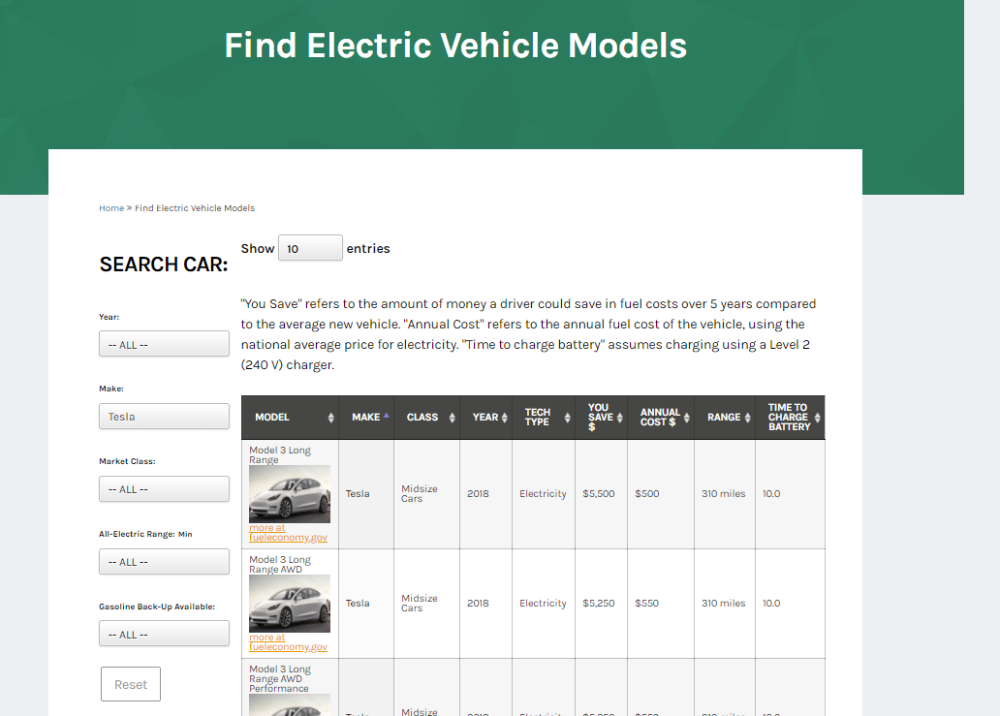 Find Electric Vehicle Models
Home » Find Electric Vehicle Models
SEARCH CAR:
Year:
-- ALL --
Make:
Tesla
Market Class:
-- ALL --
All-Electric Range: Min
-- ALL --
Gasoline Back-Up Available:
-- ALL --
Reset
Show 10 entries
"You Save" refers to the amount of money a driver could save in fuel costs over 5 years compared
to the average new vehicle. "Annual Cost" refers to the annual fuel cost of the vehicle, using the
national average price for electricity. "Time to charge battery" assumes charging using a Level 2
(240 V) charger.
MODEL
MAKE
CLASS
YEAR
TECH
TYPE
YOU
SAVE
$
ANNUAL
COST $
RANGE
TIME TO
CHARGE
BATTERY
Model 3 Long
Range
more at
fueleconomy.gov
Tesla
Midsize
Cars
2018
Electricity
$5,500
$500
310 miles
10.0
Model 3 Long
Range AWD
more at
fueleconomy.gov
Tesla
Midsize
Cars
2018
Electricity
$5,250
$550
310 miles
10.0
Model 3 Long
Range AWD
Performance
Midsize